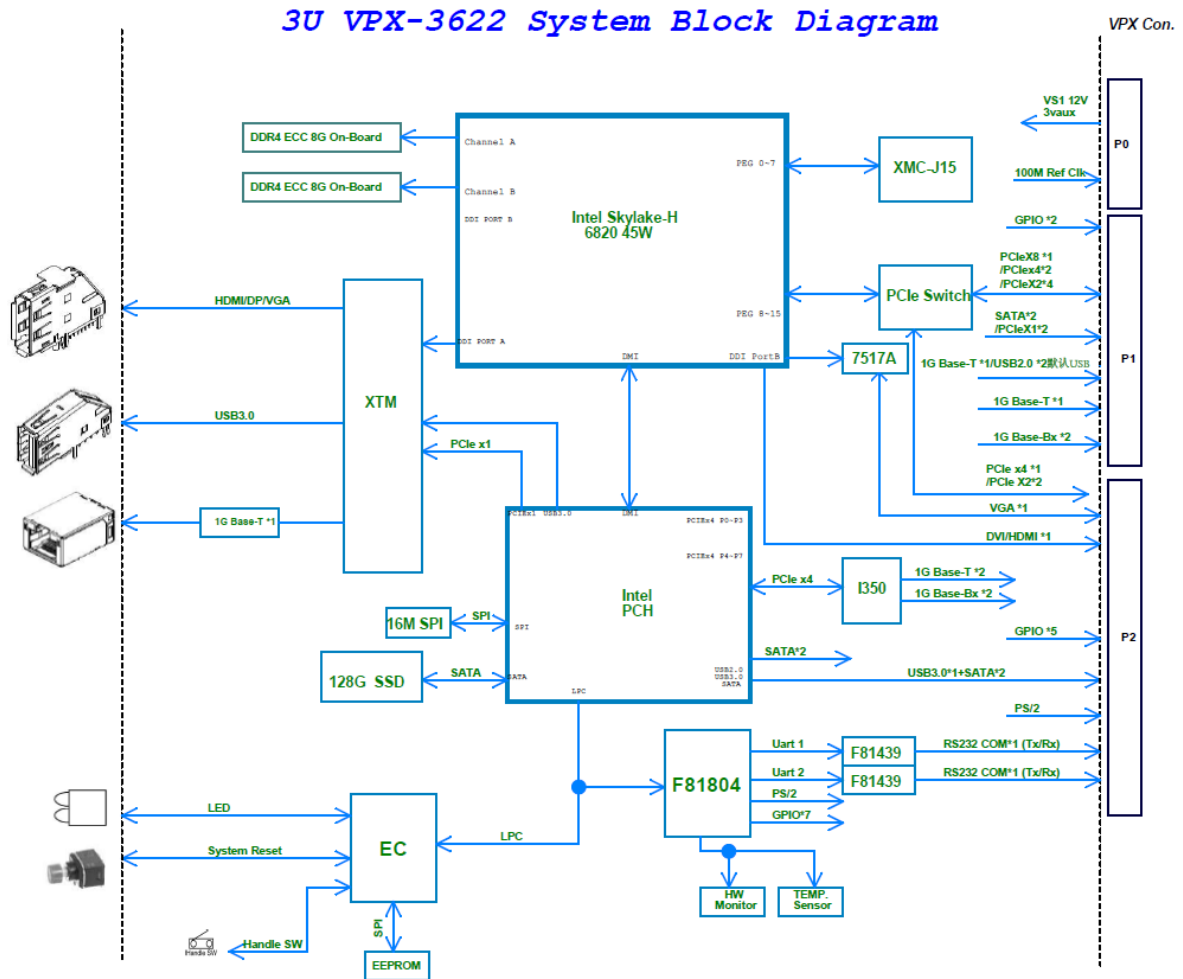 3U VPX-3622 System Block Diagram
VPX Con.
VS1 12V
3vaux
P0
100M Ref Clk
DDR4 ECC 8G On-Board
DDR4 ECC 8G On-Board
Channel A
Channel B
DDI PORT B
PEG 0~7
Intel Skylake-H
6820 45W
PEG 8~15
DDI PORT A
DMI
DDI PortB
XMC-J15
PCIe Switch
7517A
GPIO *2
PCIeX8 *1
/PCIex4*2
/PCIeX2*4
SATA*2
/PCIeX1*2
1G Base-T *1/USB2.0 *2默认USB
1G Base-T *1
1G Base-Bx *2
P1
PCIe x4 *1
/PCIe X2*2
VGA *1
DVI/HDMI *1
HDMI/DP/VGA
USB3.0
1G Base-T *1
XTM
PCIe x1
PCIEx1 USB3.0
DMI
PCIEx4 P0~P3
PCIEx4 P4~P7
Intel
PCH
SPI
SATA
LPC
USB2.0
USB3.0
SATA
16M SPI
SPI
128G SSD
SATA
PCIe x4
I350
1G Base-T *2
1G Base-Bx *2
SATA*2
GPIO *5
USB3.0*1+SATA*2
PS/2
P2
F81804
Uart 1
Uart 2
PS/2
GPIO*7
F81439
F81439
RS232 COM*1 (Tx/Rx)
RS232 COM*1 (Tx/Rx)
HW
Monitor
TEMP.
Sensor
LED
System Reset
Handle SW
Handle SW
EC
LPC
SPI
EEPROM